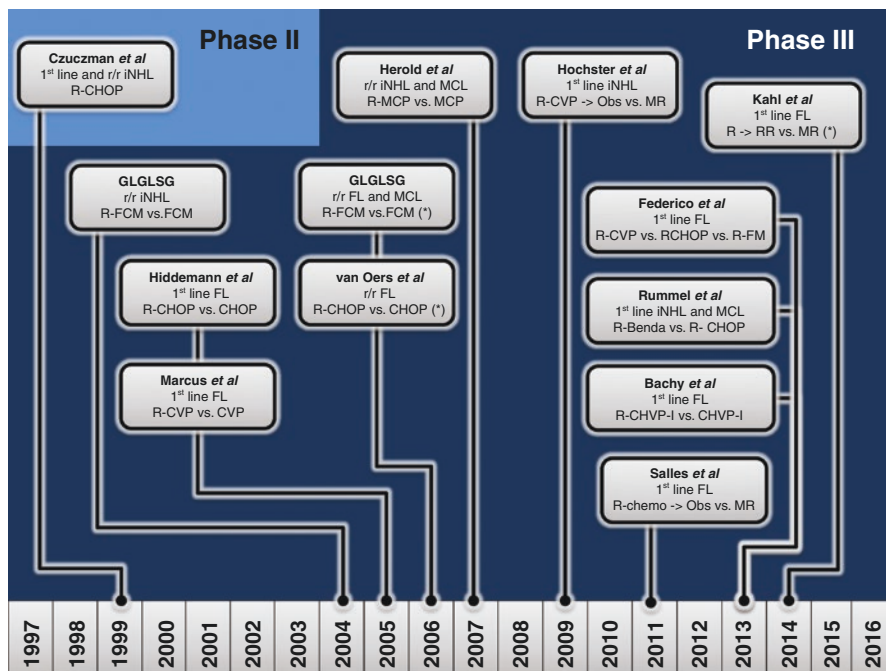 Phase II
Phase III
Czuczman et al
1st line and r/r iNHL
R-CHOP
Herold et al
r/r iNHL and MCL
R-MCP vs. MCP
Hochster et al
1st line iNHL
R-CVP -> Obs vs. MR
Kahl et al
1st line FL
R -> RR vs. MR (*)
GLGLSG
r/r iNHL
R-FCM vs.FCM
GLGLSG
r/r FL and MCL
R-FCM vs.FCM (*)
Federico et al
1st line FL
R-CVP vs. RCHOP vs. R-FM
Hiddemann et al
1st line FL
R-CHOP vs. CHOP
van Oers et al
r/r FL
R-CHOP vs. CHOP (*)
Rummel et al
1st line iNHL and MCL
R-Benda vs. R- CHOP
Marcus et al
1st line FL
R-CVP vs. CVP
Bachy et al
1st line FL
R-CHVP-I vs. CHVP-I
Salles et al
1st line FL
R-chemo -> Obs vs. MR
1997
1998
1999
2000
2001
2002
2003
2004
2005
2006
2007
2008
2009
2010
2011
2012
2013
2014
2015
2016